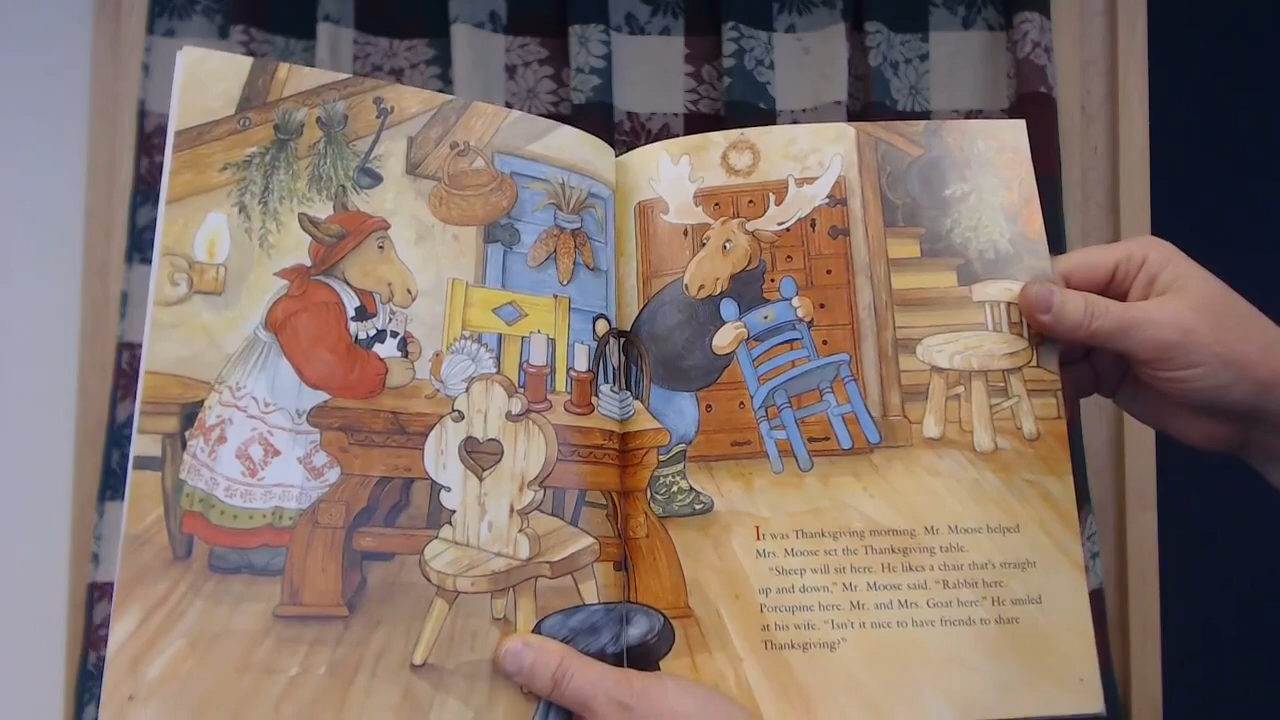 It was Thanksgiving morning. Mr. Moose helped
Mrs. Moose set the Thanksgiving table.
"Sheep will sit here. He likes a chair that's straight
up and down," Mr. Moose said. "Rabbit here.
Porcupine here. Mr. and Mrs. Goat here." He smiled
at his wife. "Isn't it nice to have friends to share
Thanksgiving?"